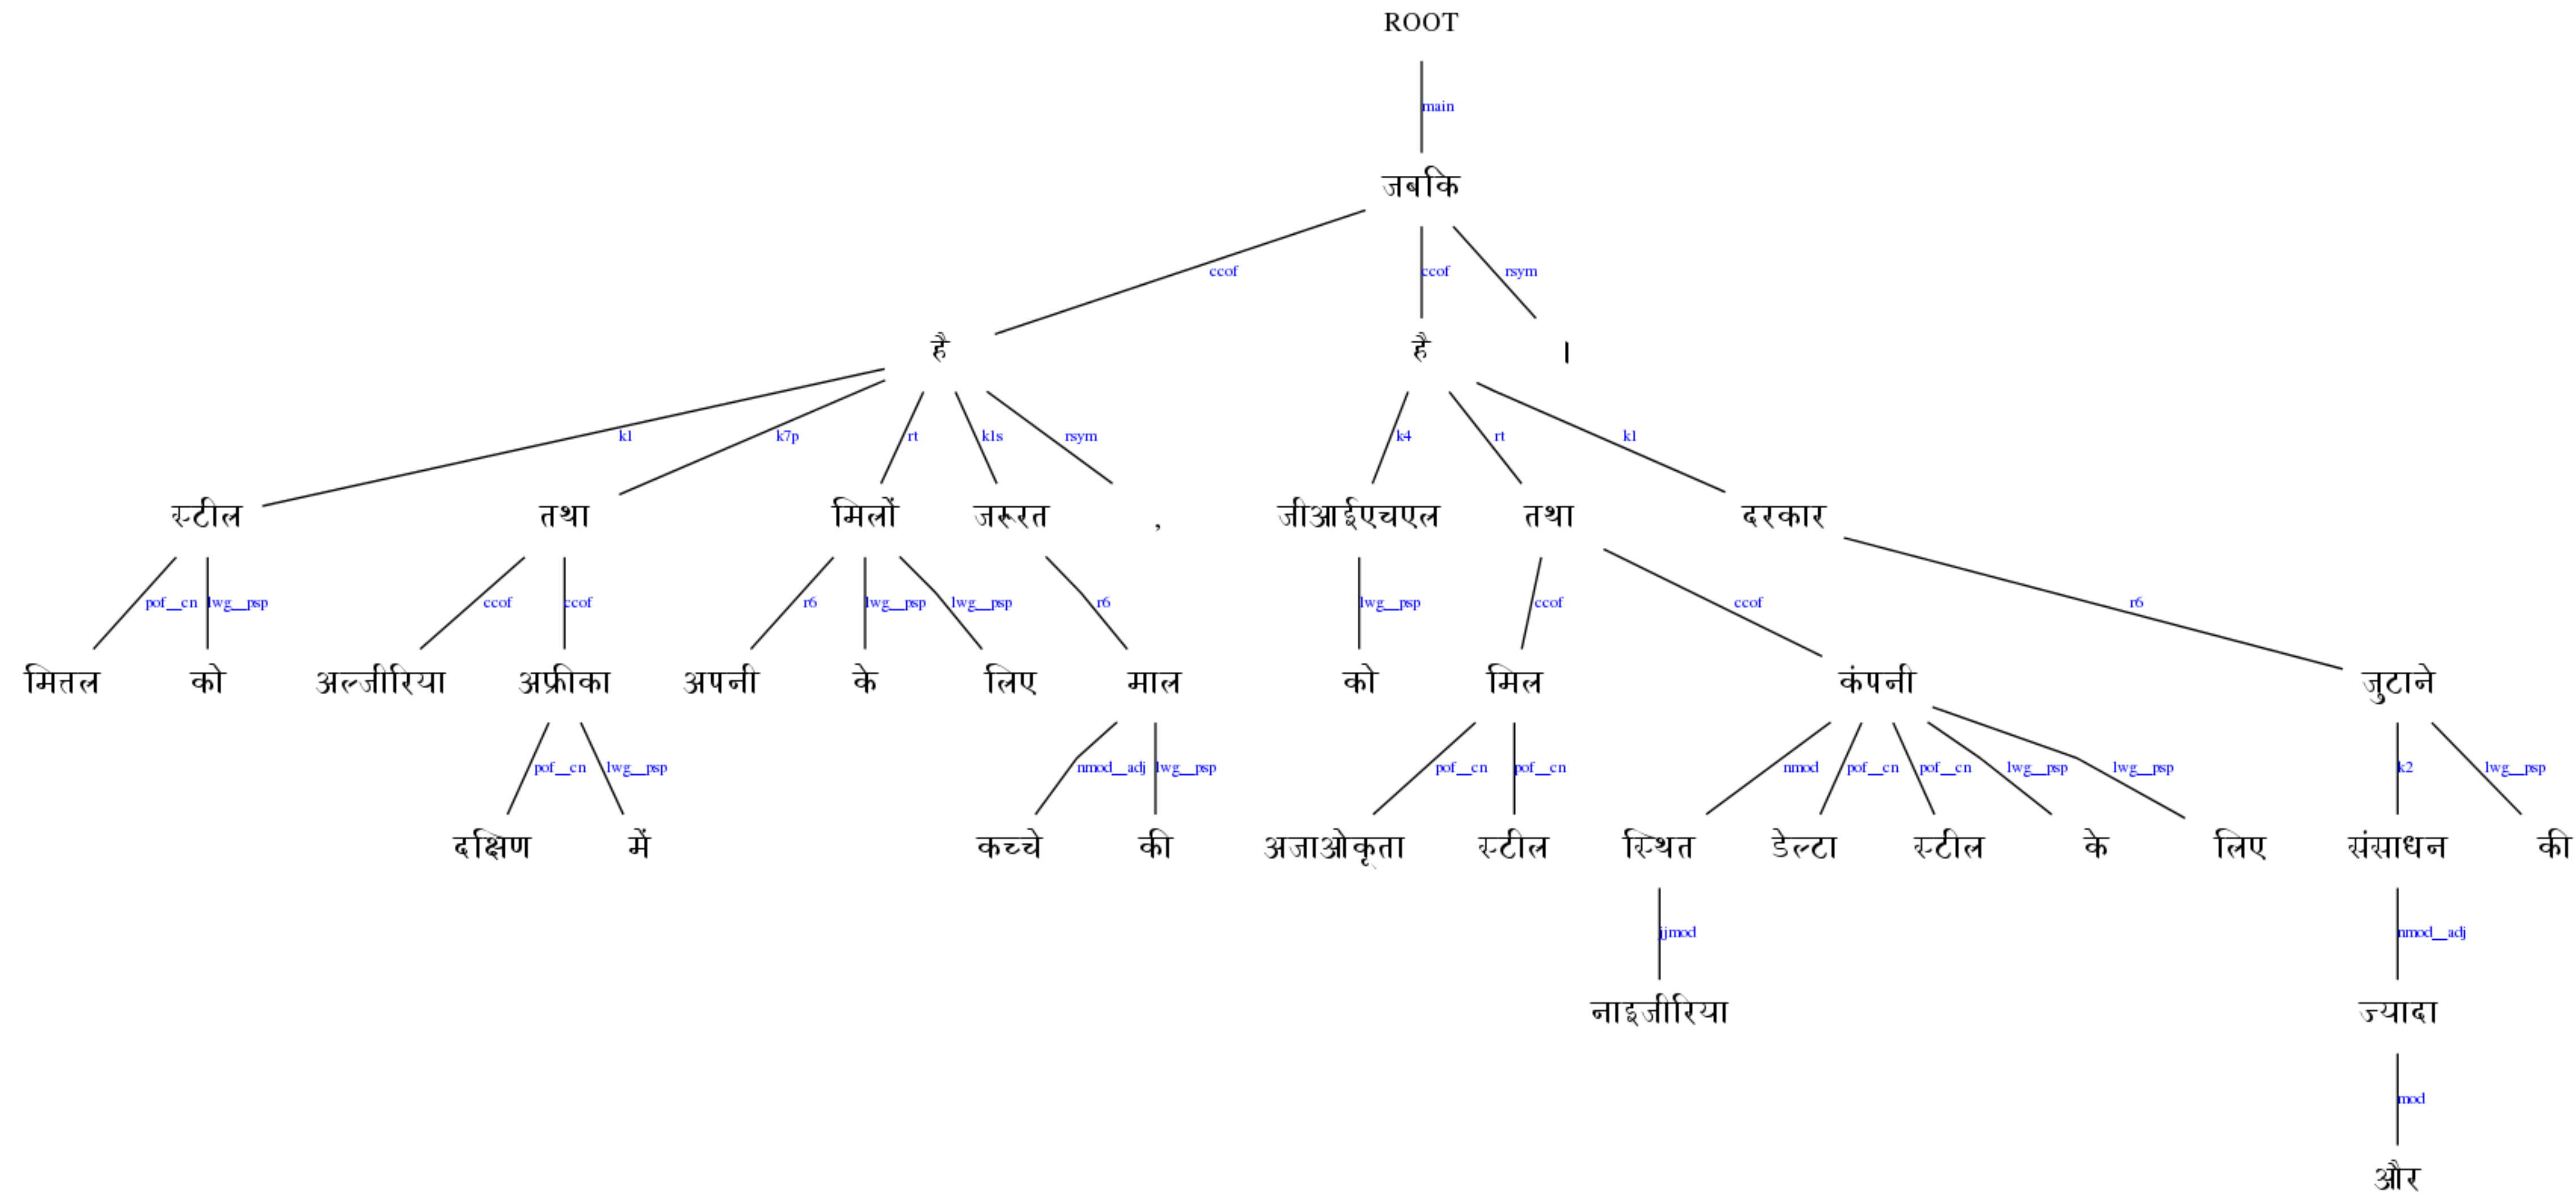 ROOT
main
जबकि
ccof ccof rsym
है है ।
k1 k7p rt k1s rsym k4 rt k1
स्टील तथा मिलों जरूरत , जीआईएचएल तथा दरकार
pof__cn lwg__psp ccof ccof r6 lwg__psp lwg__psp r6 lwg__psp ccof ccof r6
मित्तल को अल्जीरिया अफ्रीका अपनी के लिए माल को मिल कंपनी जुटाने
pof__cn lwg__psp nmod__adj lwg__psp pof__cn pof__cn nmod pof__cn pof__cn lwg__psp lwg__psp k2 lwg__psp
दक्षिण में कच्चे की अजाओकूता स्टील स्थित डेल्टा स्टील के लिए संसाधन की
jjmod nmod__adj
नाइजीरिया ज्यादा
mod
और